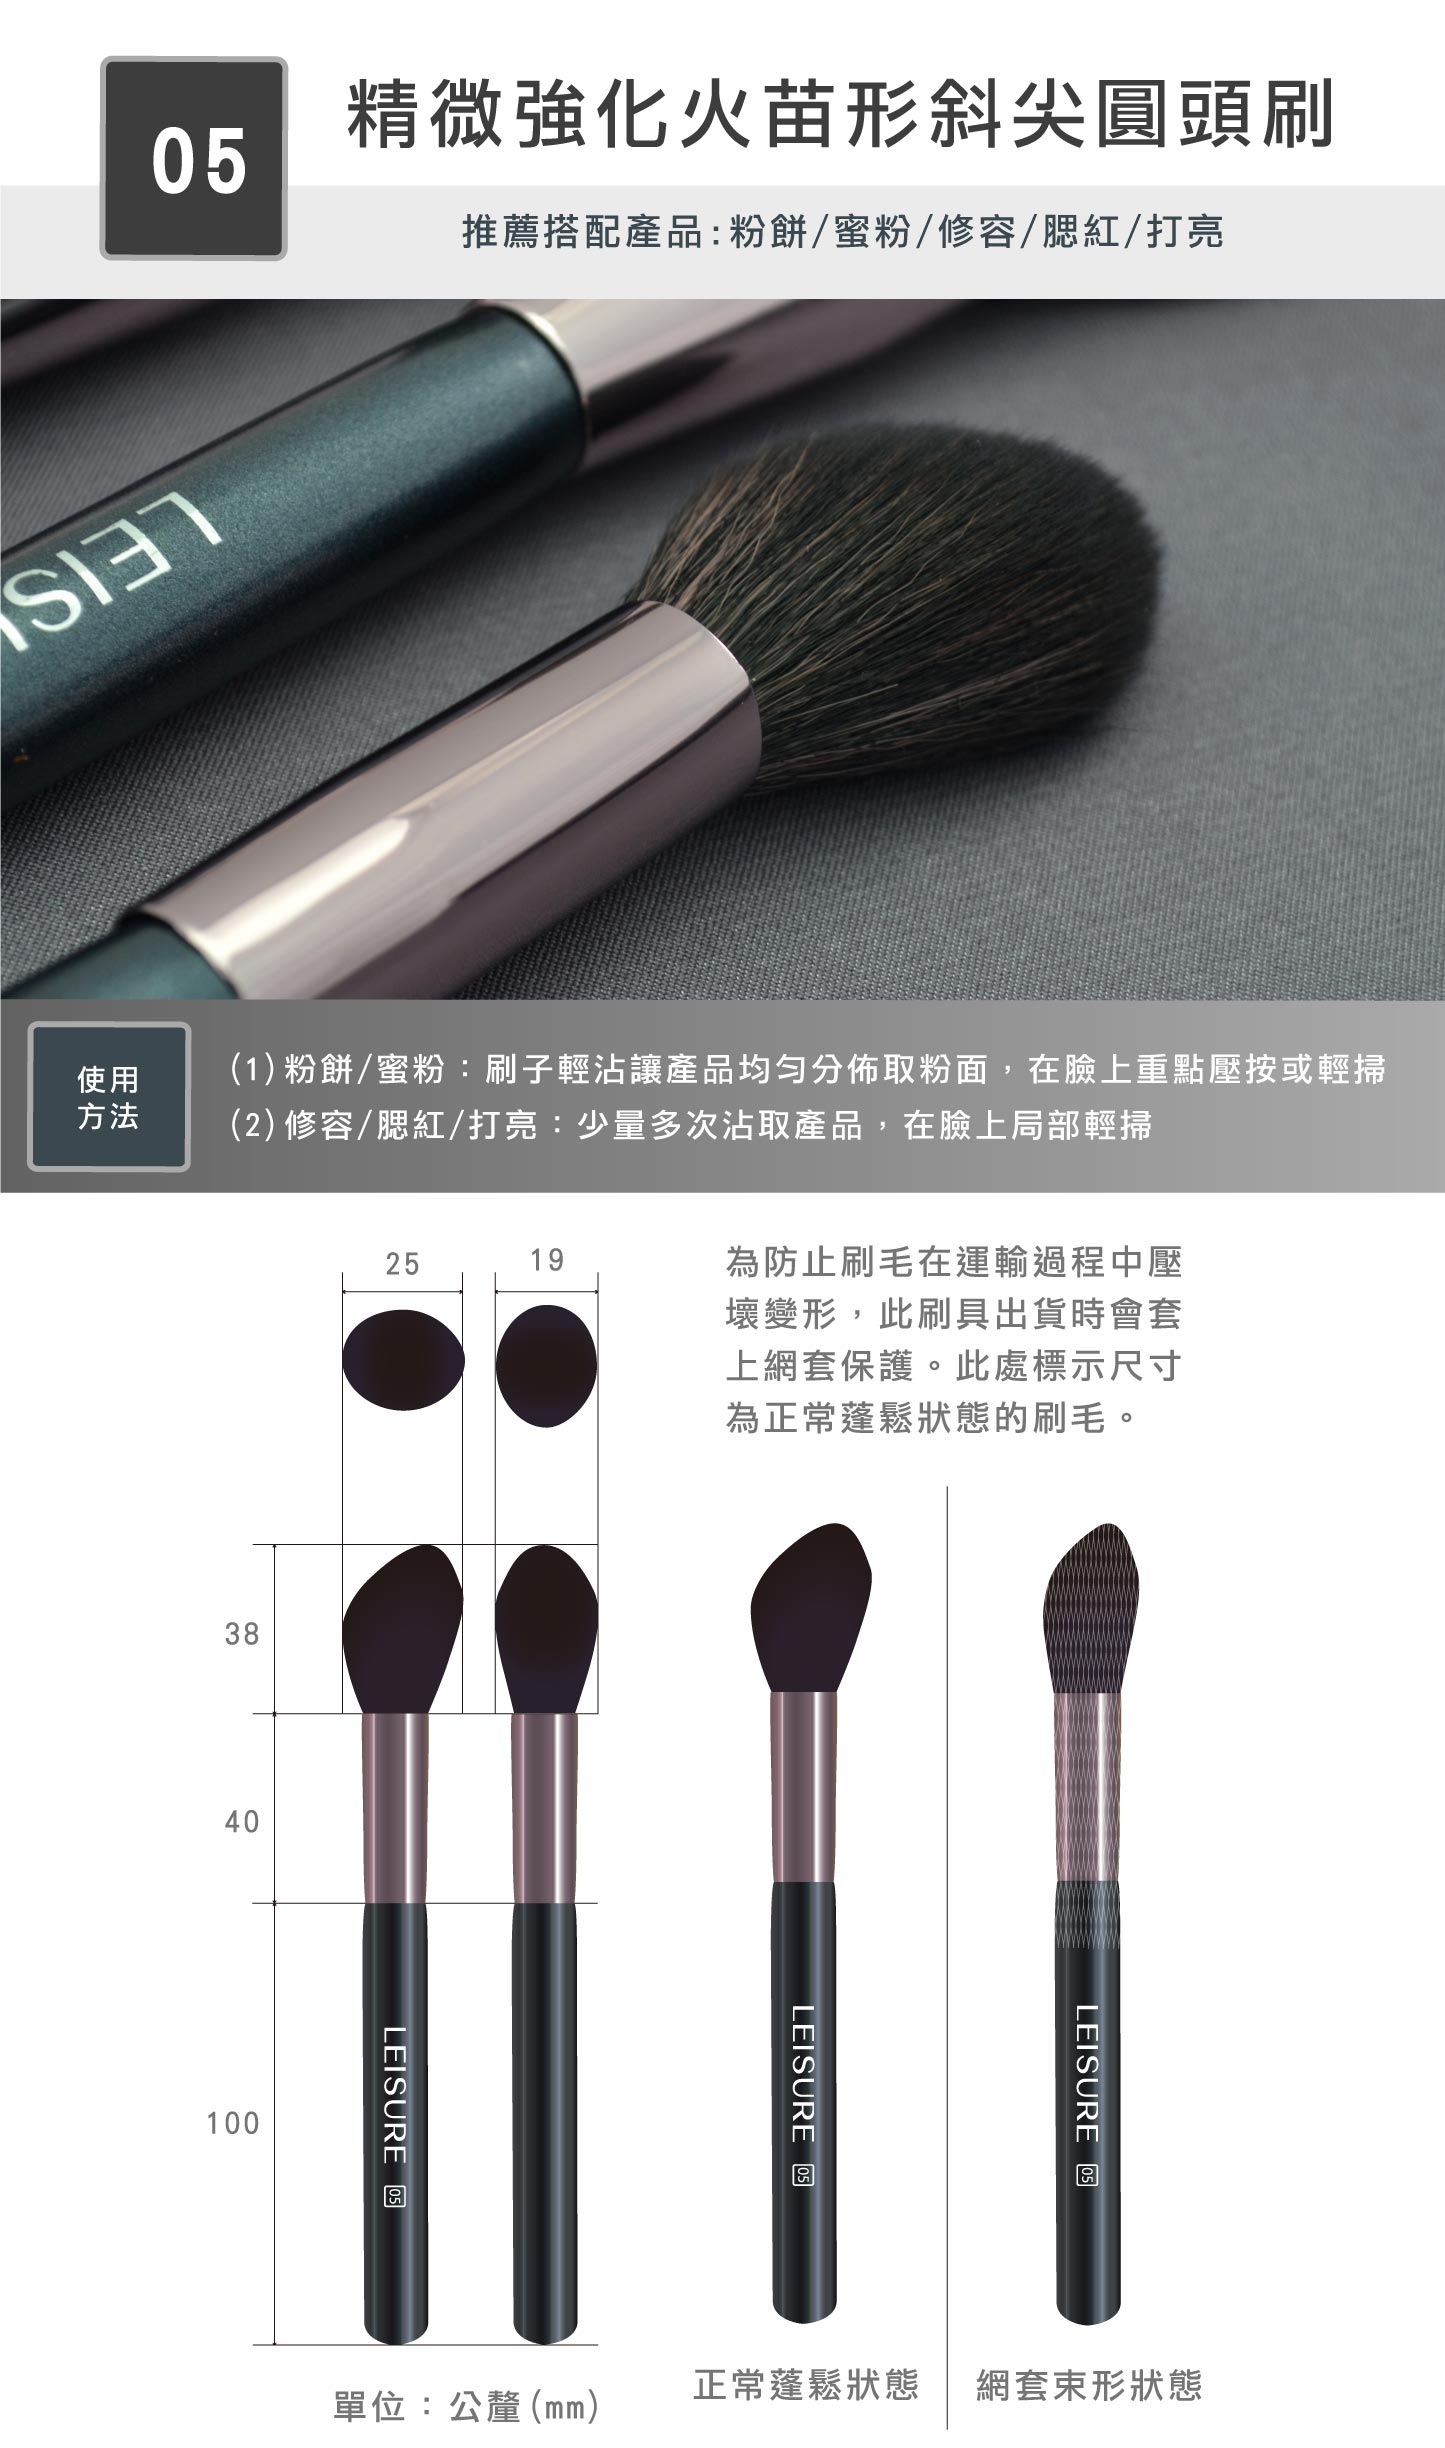 05
精微強化火苗形斜尖圓頭刷
推薦搭配產品:粉餅/蜜粉/修容/腮紅/打亮
LEISU
使用
方法
(1)粉餅/蜜粉：刷子輕沾讓產品均勻分佈取粉面，在臉上重點壓按或輕掃
(2)修容/腮紅/打亮：少量多次沾取產品，在臉上局部輕掃
25
19
為防止刷毛在運輸過程中壓
壞變形，此刷具出貨時會套
上網套保護。此處標示尺寸
為正常蓬鬆狀態的刷毛。
38
40
100
LEISURE 05
LEISURE 05
LEISURE 05
單位：公釐(mm)
正常蓬鬆狀態
網套束形狀態